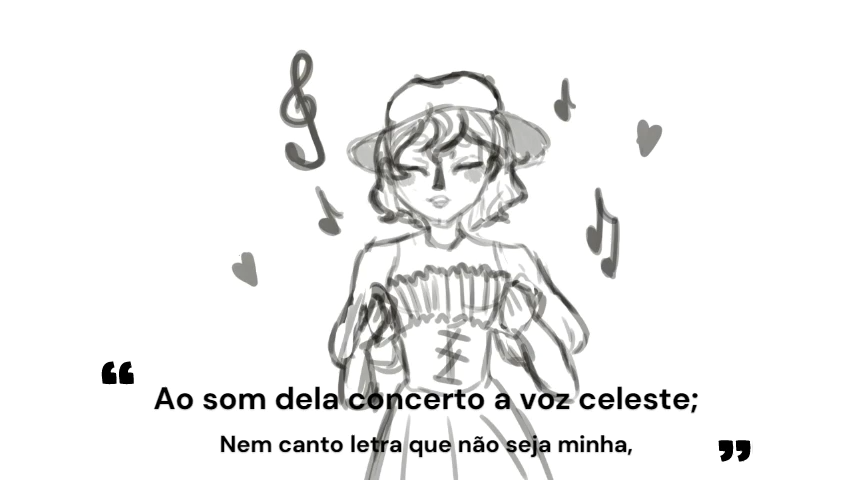 “ Ao som dela concerto a voz celeste;
Nem canto letra que não seja minha, ”